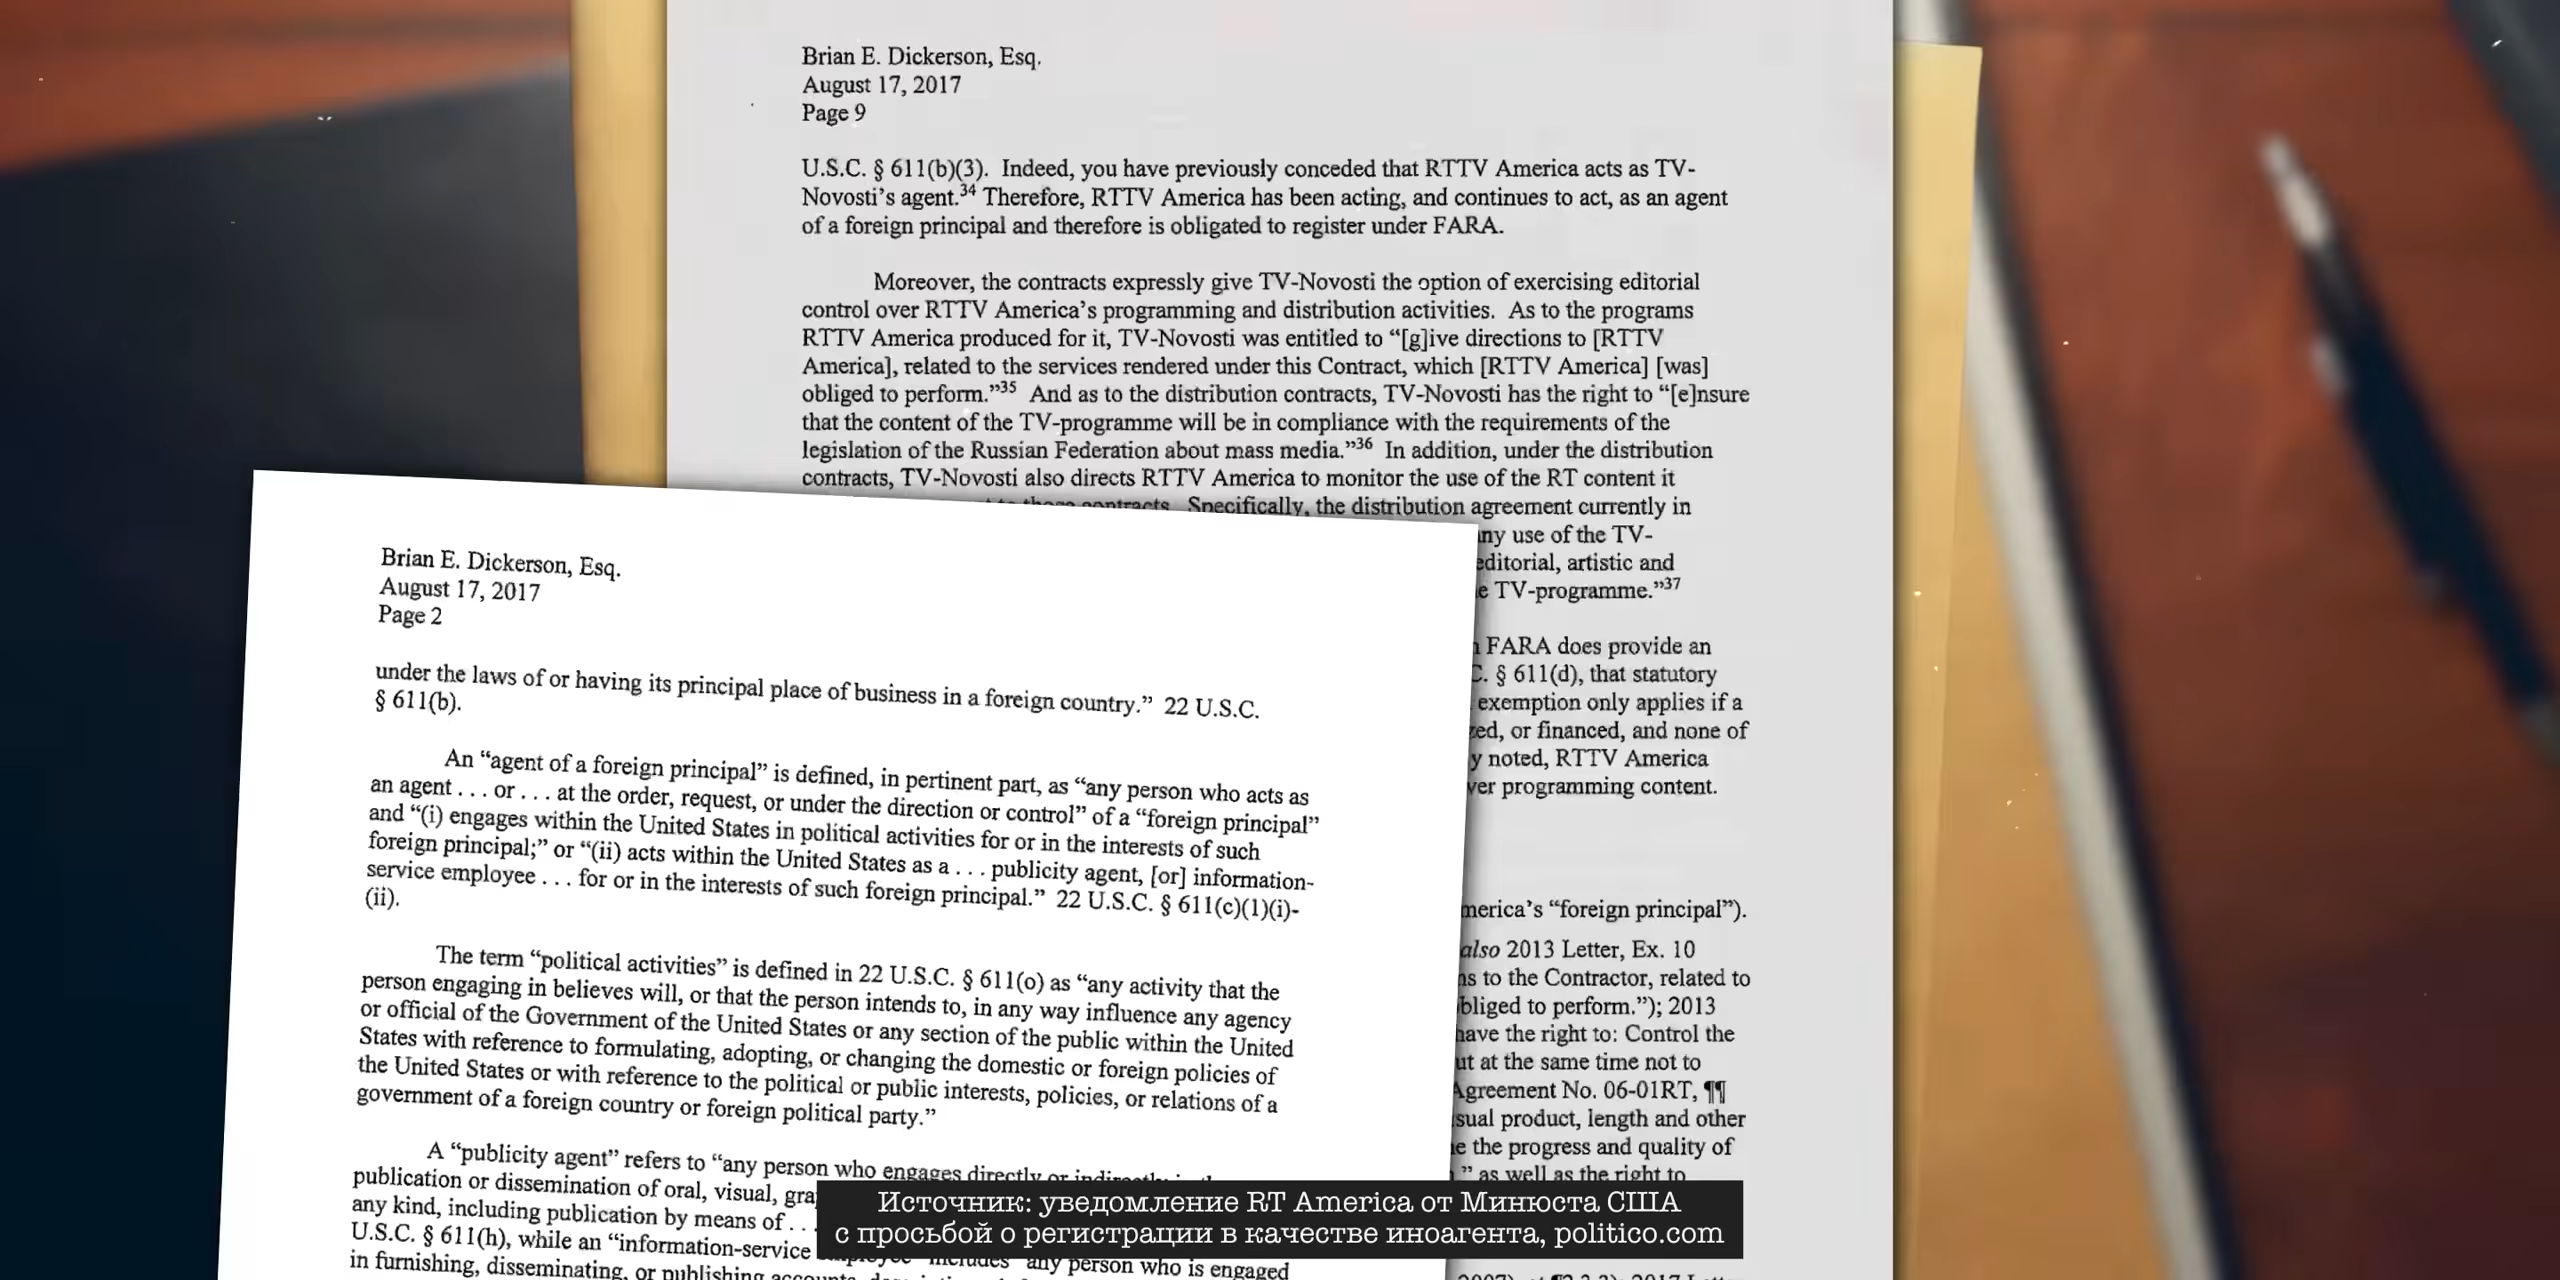 Brian E. Dickerson, Esq.
August 17, 2017
Page 9
U.S.C. § 611(b)(3). Indeed, you have previously conceded that RTTV America acts as TV-
Novosti’s agent.34 Therefore, RTTV America has been acting, and continues to act, as an agent
of a foreign principal and therefore is obligated to register under FARA.
Moreover, the contracts expressly give TV-Novosti the option of exercising editorial
control over RTTV America’s programming and distribution activities. As to the programs
RTTV America produced for it, TV-Novosti was entitled to “[g]ive directions to [RTTV
America], related to the services rendered under this Contract, which [RTTV America] [was]
obliged to perform.”35 And as to the distribution contracts, TV-Novosti has the right to “[e]nsure
that the content of the TV-programme will be in compliance with the requirements of the
legislation of the Russian Federation about mass media.”36 In addition, under the distribution
contracts, TV-Novosti also directs RTTV America to monitor the use of the RT content it
contracts. Specifically, the distribution agreement currently in
use of the TV-
editorial, artistic and
TV-programme.”37
FARA does provide an
§ 611(d), that statutory
exemption only applies if a
or financed, and none of
noted, RTTV America
programming content.
“foreign principal”).
also 2013 Letter, Ex. 10
to the Contractor, related to
to perform.”); 2013
have the right to: Control the
at the same time not to
Agreement No. 06-01RT, ¶¶
product, length and other
the progress and quality of
” as well as the right to
Brian E. Dickerson, Esq.
August 17, 2017
Page 2
under the laws of or having its principal place of business in a foreign country.” 22 U.S.C.
§ 611(b).
An “agent of a foreign principal” is defined, in pertinent part, as “any person who acts as
an agent . . . or . . . at the order, request, or under the direction or control” of a “foreign principal”
and “(i) engages within the United States in political activities for or in the interests of such
foreign principal;” or “(ii) acts within the United States as a . . . publicity agent, [or] information-
service employee . . . for or in the interests of such foreign principal.” 22 U.S.C. § 611(c)(1)(i)-
(ii).
The term “political activities” is defined in 22 U.S.C. § 611(o) as “any activity that the
person engaging in believes will, or that the person intends to, in any way influence any agency
or official of the Government of the United States or any section of the public within the United
States with reference to formulating, adopting, or changing the domestic or foreign policies of
the United States or with reference to the political or public interests, policies, or relations of a
government of a foreign country or foreign political party.”
A “publicity agent” refers to “any person who engages directly or indirectly
publication or dissemination of oral, visual,
any kind, including publication by means of . . .
U.S.C. § 611(h), while an “information-service employee” includes “any person who is engaged
in furnishing, disseminating, or publishing
Источник: уведомление RT America от Минюста США
с просьбой о регистрации в качестве иноагента, politico.com